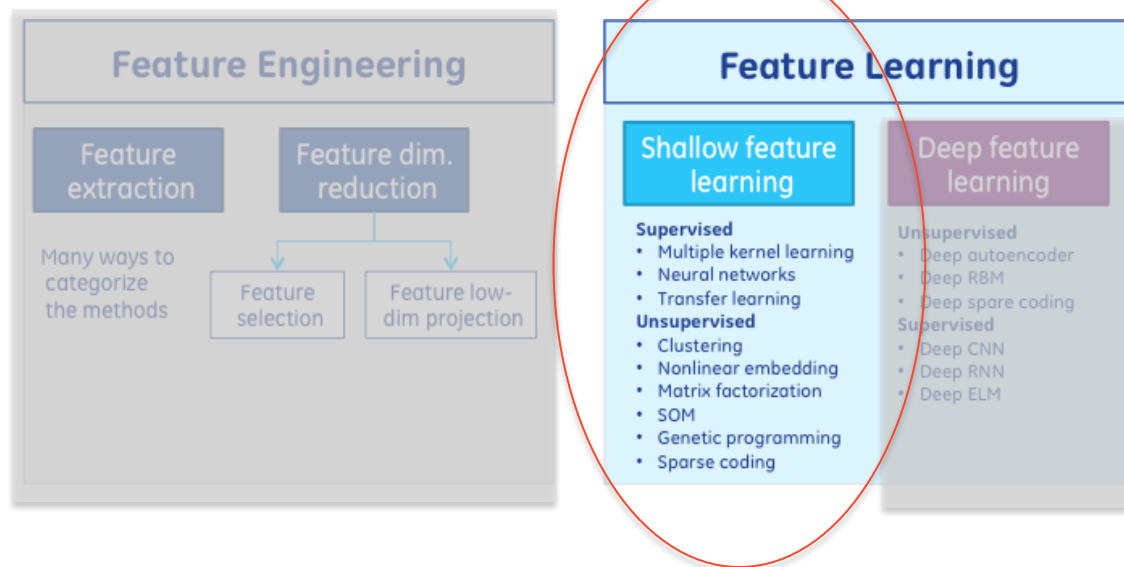 Feature Engineering
Feature
extraction
Many ways to
categorize
the methods
Feature dim.
reduction
Feature
selection
Feature low-
dim projection
Feature Learning
Shallow feature
learning
Supervised
• Multiple kernel learning
• Neural networks
• Transfer learning
Unsupervised
• Clustering
• Nonlinear embedding
• Matrix factorization
• SOM
• Genetic programming
• Sparse coding
Deep feature
learning
Unsupervised
• Deep autoencoder
• Deep RBM
• Deep spare coding
Supervised
• Deep CNN
• Deep RNN
• Deep ELM